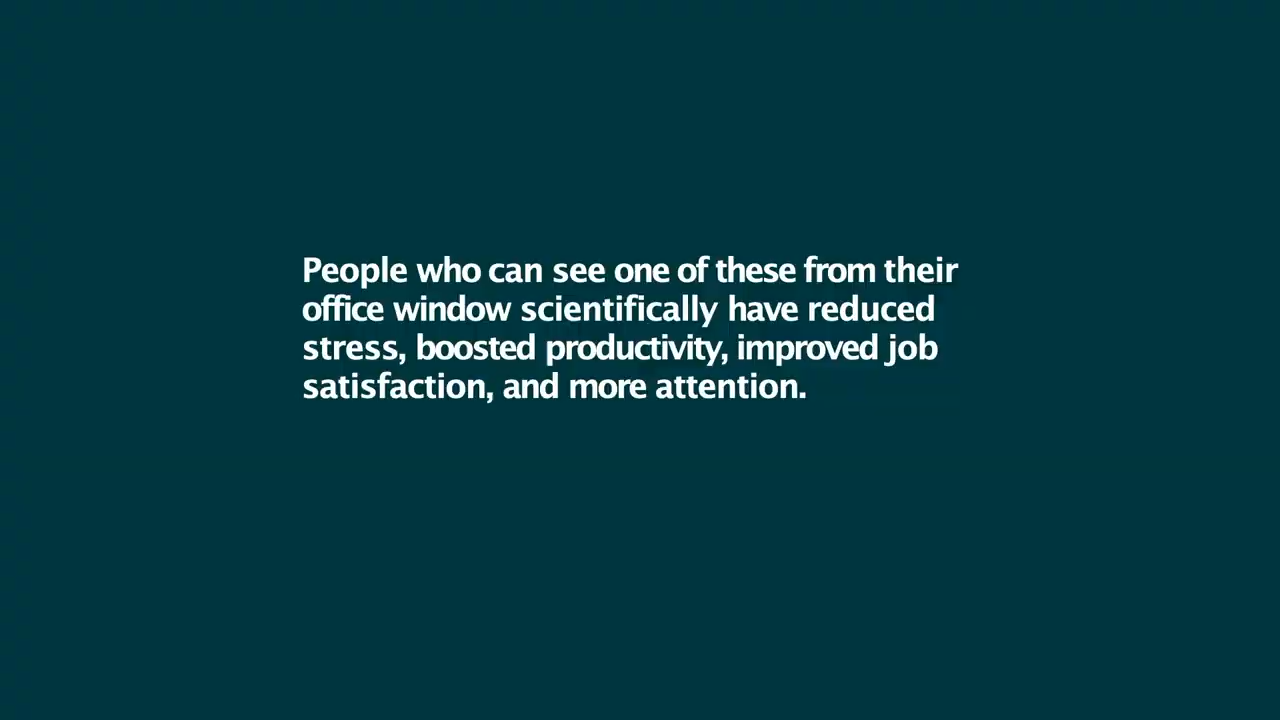 People who can see one of these from their
office window scientifically have reduced
stress, boosted productivity, improved job
satisfaction, and more attention.